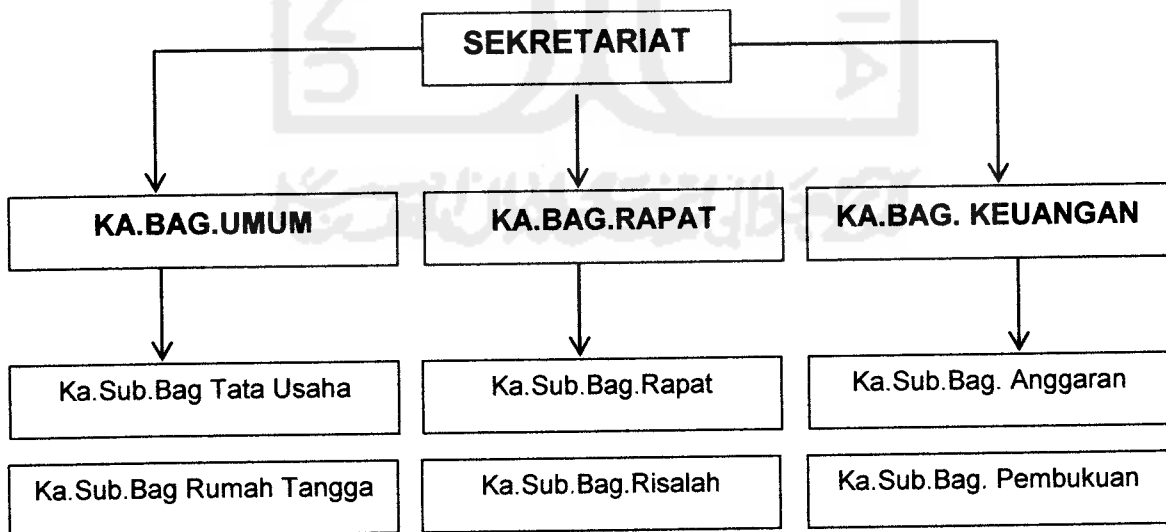 SEKRETARIAT
KA.BAG.UMUM
KA.BAG.RAPAT
KA.BAG. KEUANGAN
Ka.Sub.Bag Tata Usaha
Ka.Sub.Bag.Rapat
Ka.Sub.Bag. Anggaran
Ka.Sub.Bag Rumah Tangga
Ka.Sub.Bag.Risalah
Ka.Sub.Bag. Pembukuan